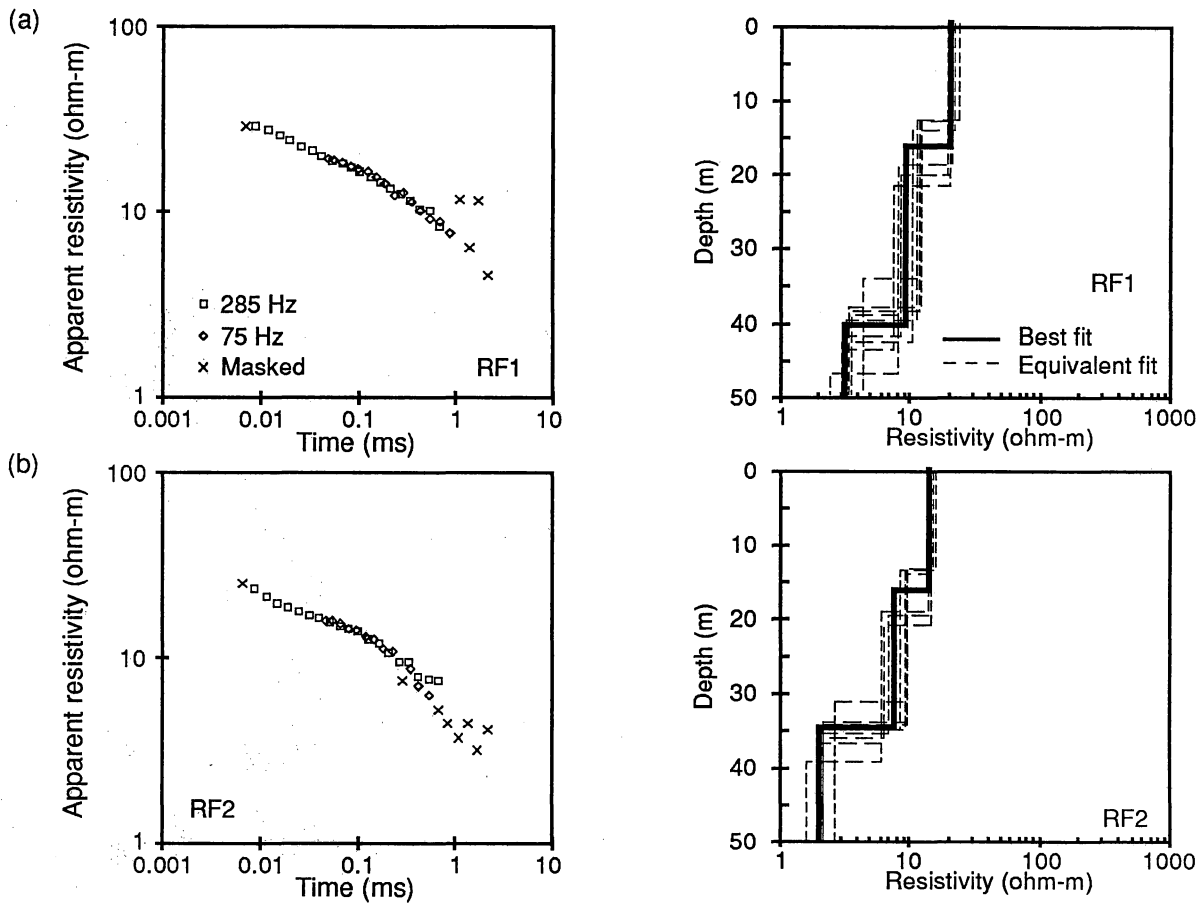 (a)
Apparent resistivity (ohm-m)
100
10
1
0.001
0.01
0.1
1
10
Time (ms)
285 Hz
75 Hz
Masked
RF1
Depth (m)
0
10
20
30
40
50
1
10
100
1000
Resistivity (ohm-m)
RF1
Best fit
Equivalent fit
(b)
Apparent resistivity (ohm-m)
100
10
1
0.001
0.01
0.1
1
10
Time (ms)
RF2
Depth (m)
0
10
20
30
40
50
1
10
100
1000
Resistivity (ohm-m)
RF2